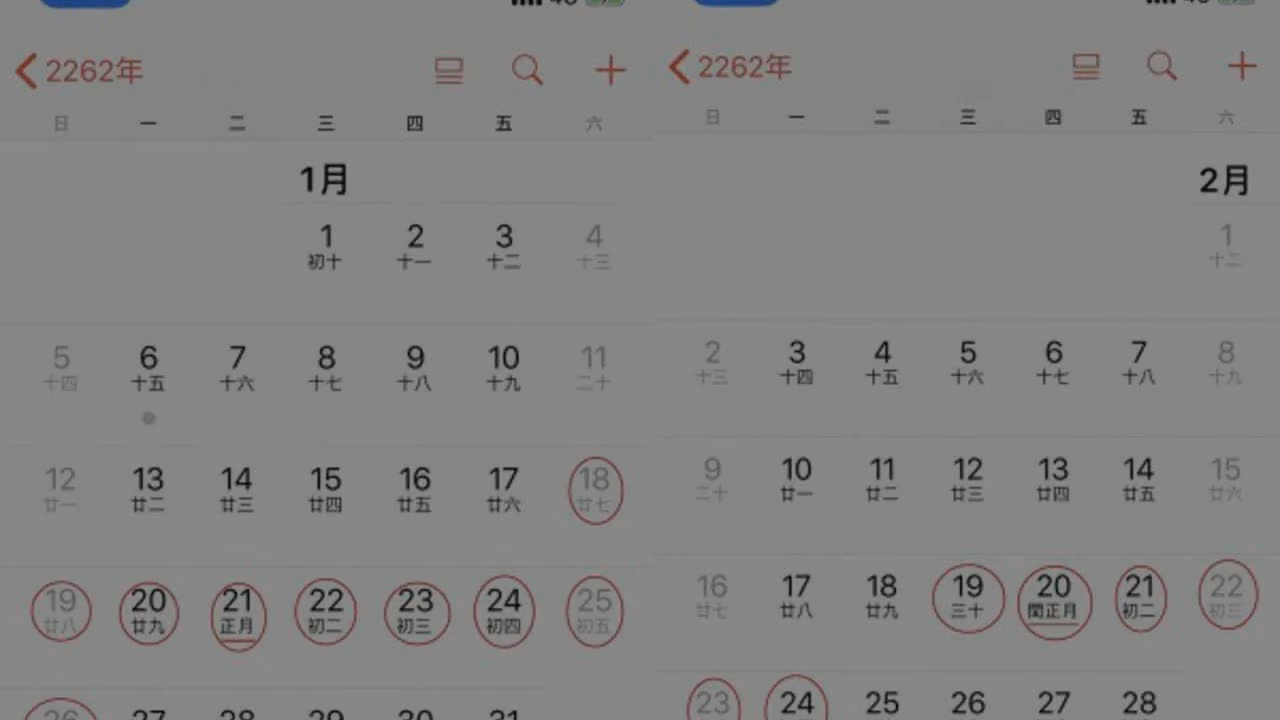 2262年
日 一 二 三 四 五 六
1月
1 2 3 4
初十 十一 十二 十三
5 6 7 8 9 10 11
十四 十五 十六 十七 十八 十九 二十
12 13 14 15 16 17 18
廿一 廿二 廿三 廿四 廿五 廿六 廿七
19 20 21 22 23 24 25
廿八 廿九 正月 初二 初三 初四 初五
26 27 28 29 30 31
2262年
日 一 二 三 四 五 六
2月
1
十二
2 3 4 5 6 7 8
十三 十四 十五 十六 十七 十八 十九
9 10 11 12 13 14 15
二十 廿一 廿二 廿三 廿四 廿五 廿六
16 17 18 19 20 21 22
廿七 廿八 廿九 三十 閏正月 初二 初三
23 24 25 26 27 28